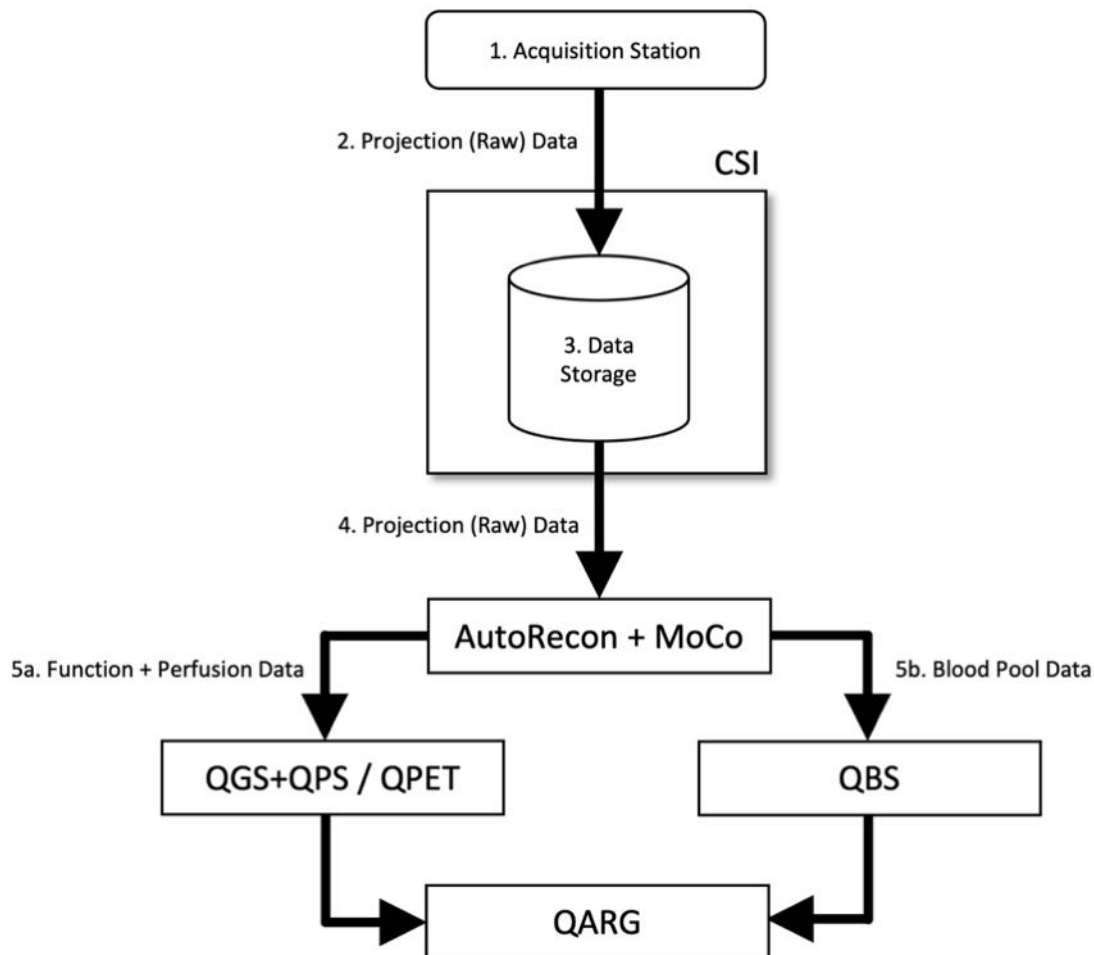 1. Acquisition Station
2. Projection (Raw) Data
CSI
3. Data
Storage
4. Projection (Raw) Data
AutoRecon + MoCo
5a. Function + Perfusion Data
5b. Blood Pool Data
QGS+QPS / QPET
QBS
QARG